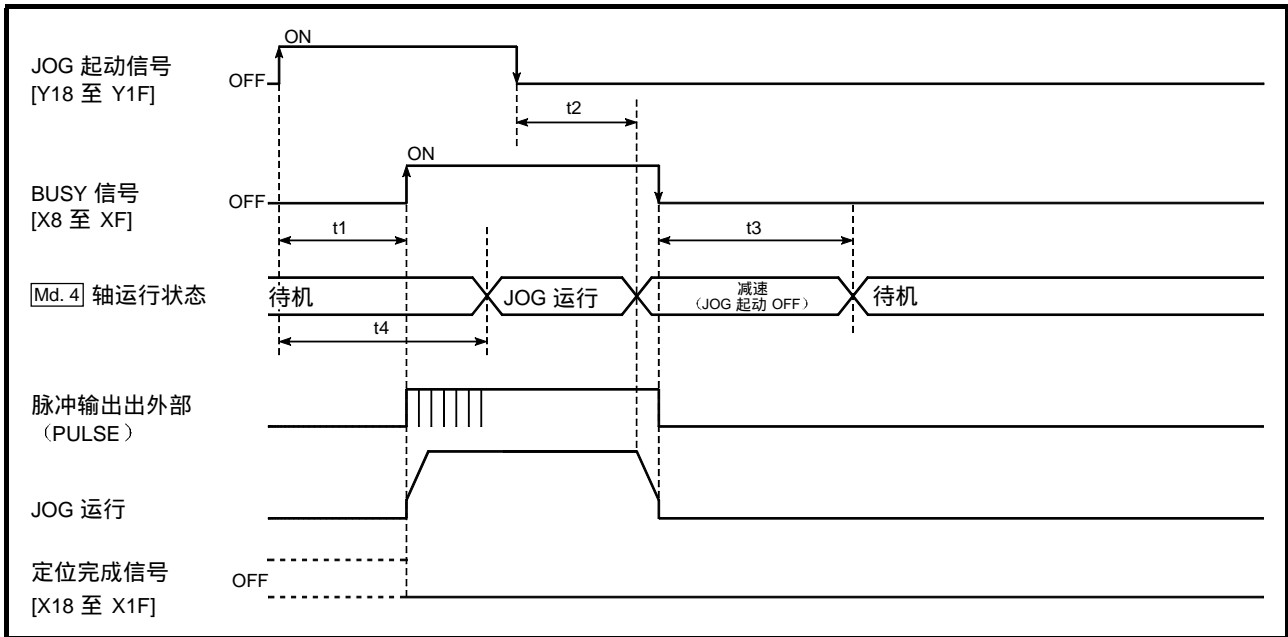 ON
JOG 起动信号
OFF
[Y18 至 Y1F]
t2
ON
BUSY 信号
OFF
[X8 至 XF]
t1
t3
Md. 4 轴运行状态
待机
JOG 运行
减速
（JOG 起动 OFF）
待机
t4
脉冲输出出外部
（PULSE）
JOG 运行
定位完成信号
OFF
[X18 至 X1F]